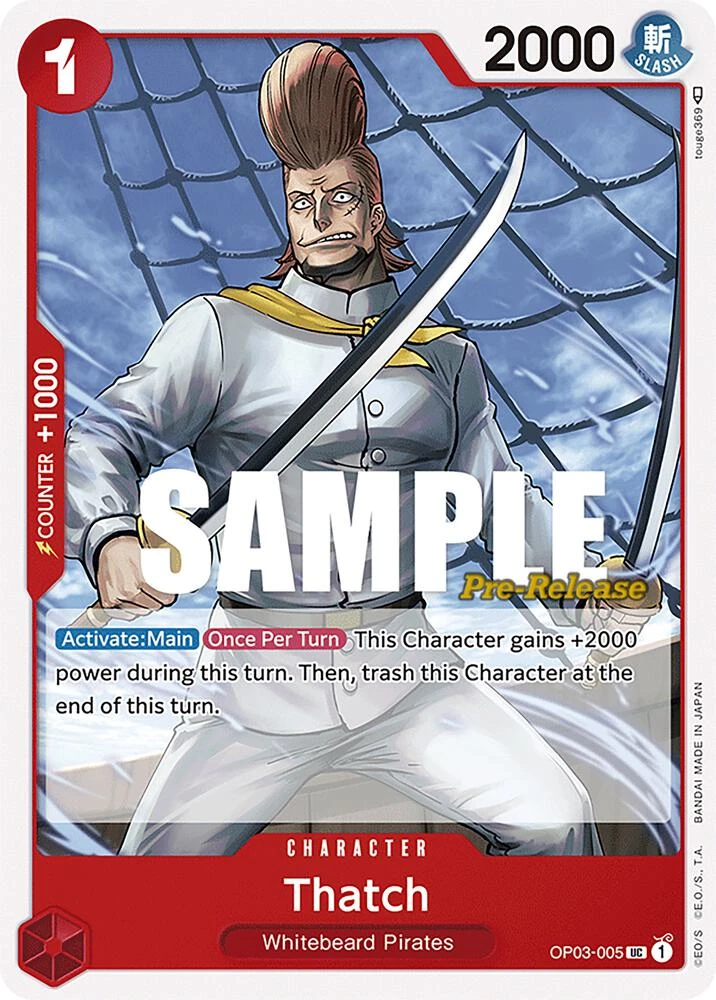 1
2000
斬
SLASH
touge369
COUNTER +1000
SAMPLE
Pre-Release
Activate:Main Once Per Turn This Character gains +2000
power during this turn. Then, trash this Character at the
end of this turn.
CHARACTER
Thatch
Whitebeard Pirates
OP03-005 UC 1
©E.O/S ©E.O./S., T.A. BANDAI MADE IN JAPAN